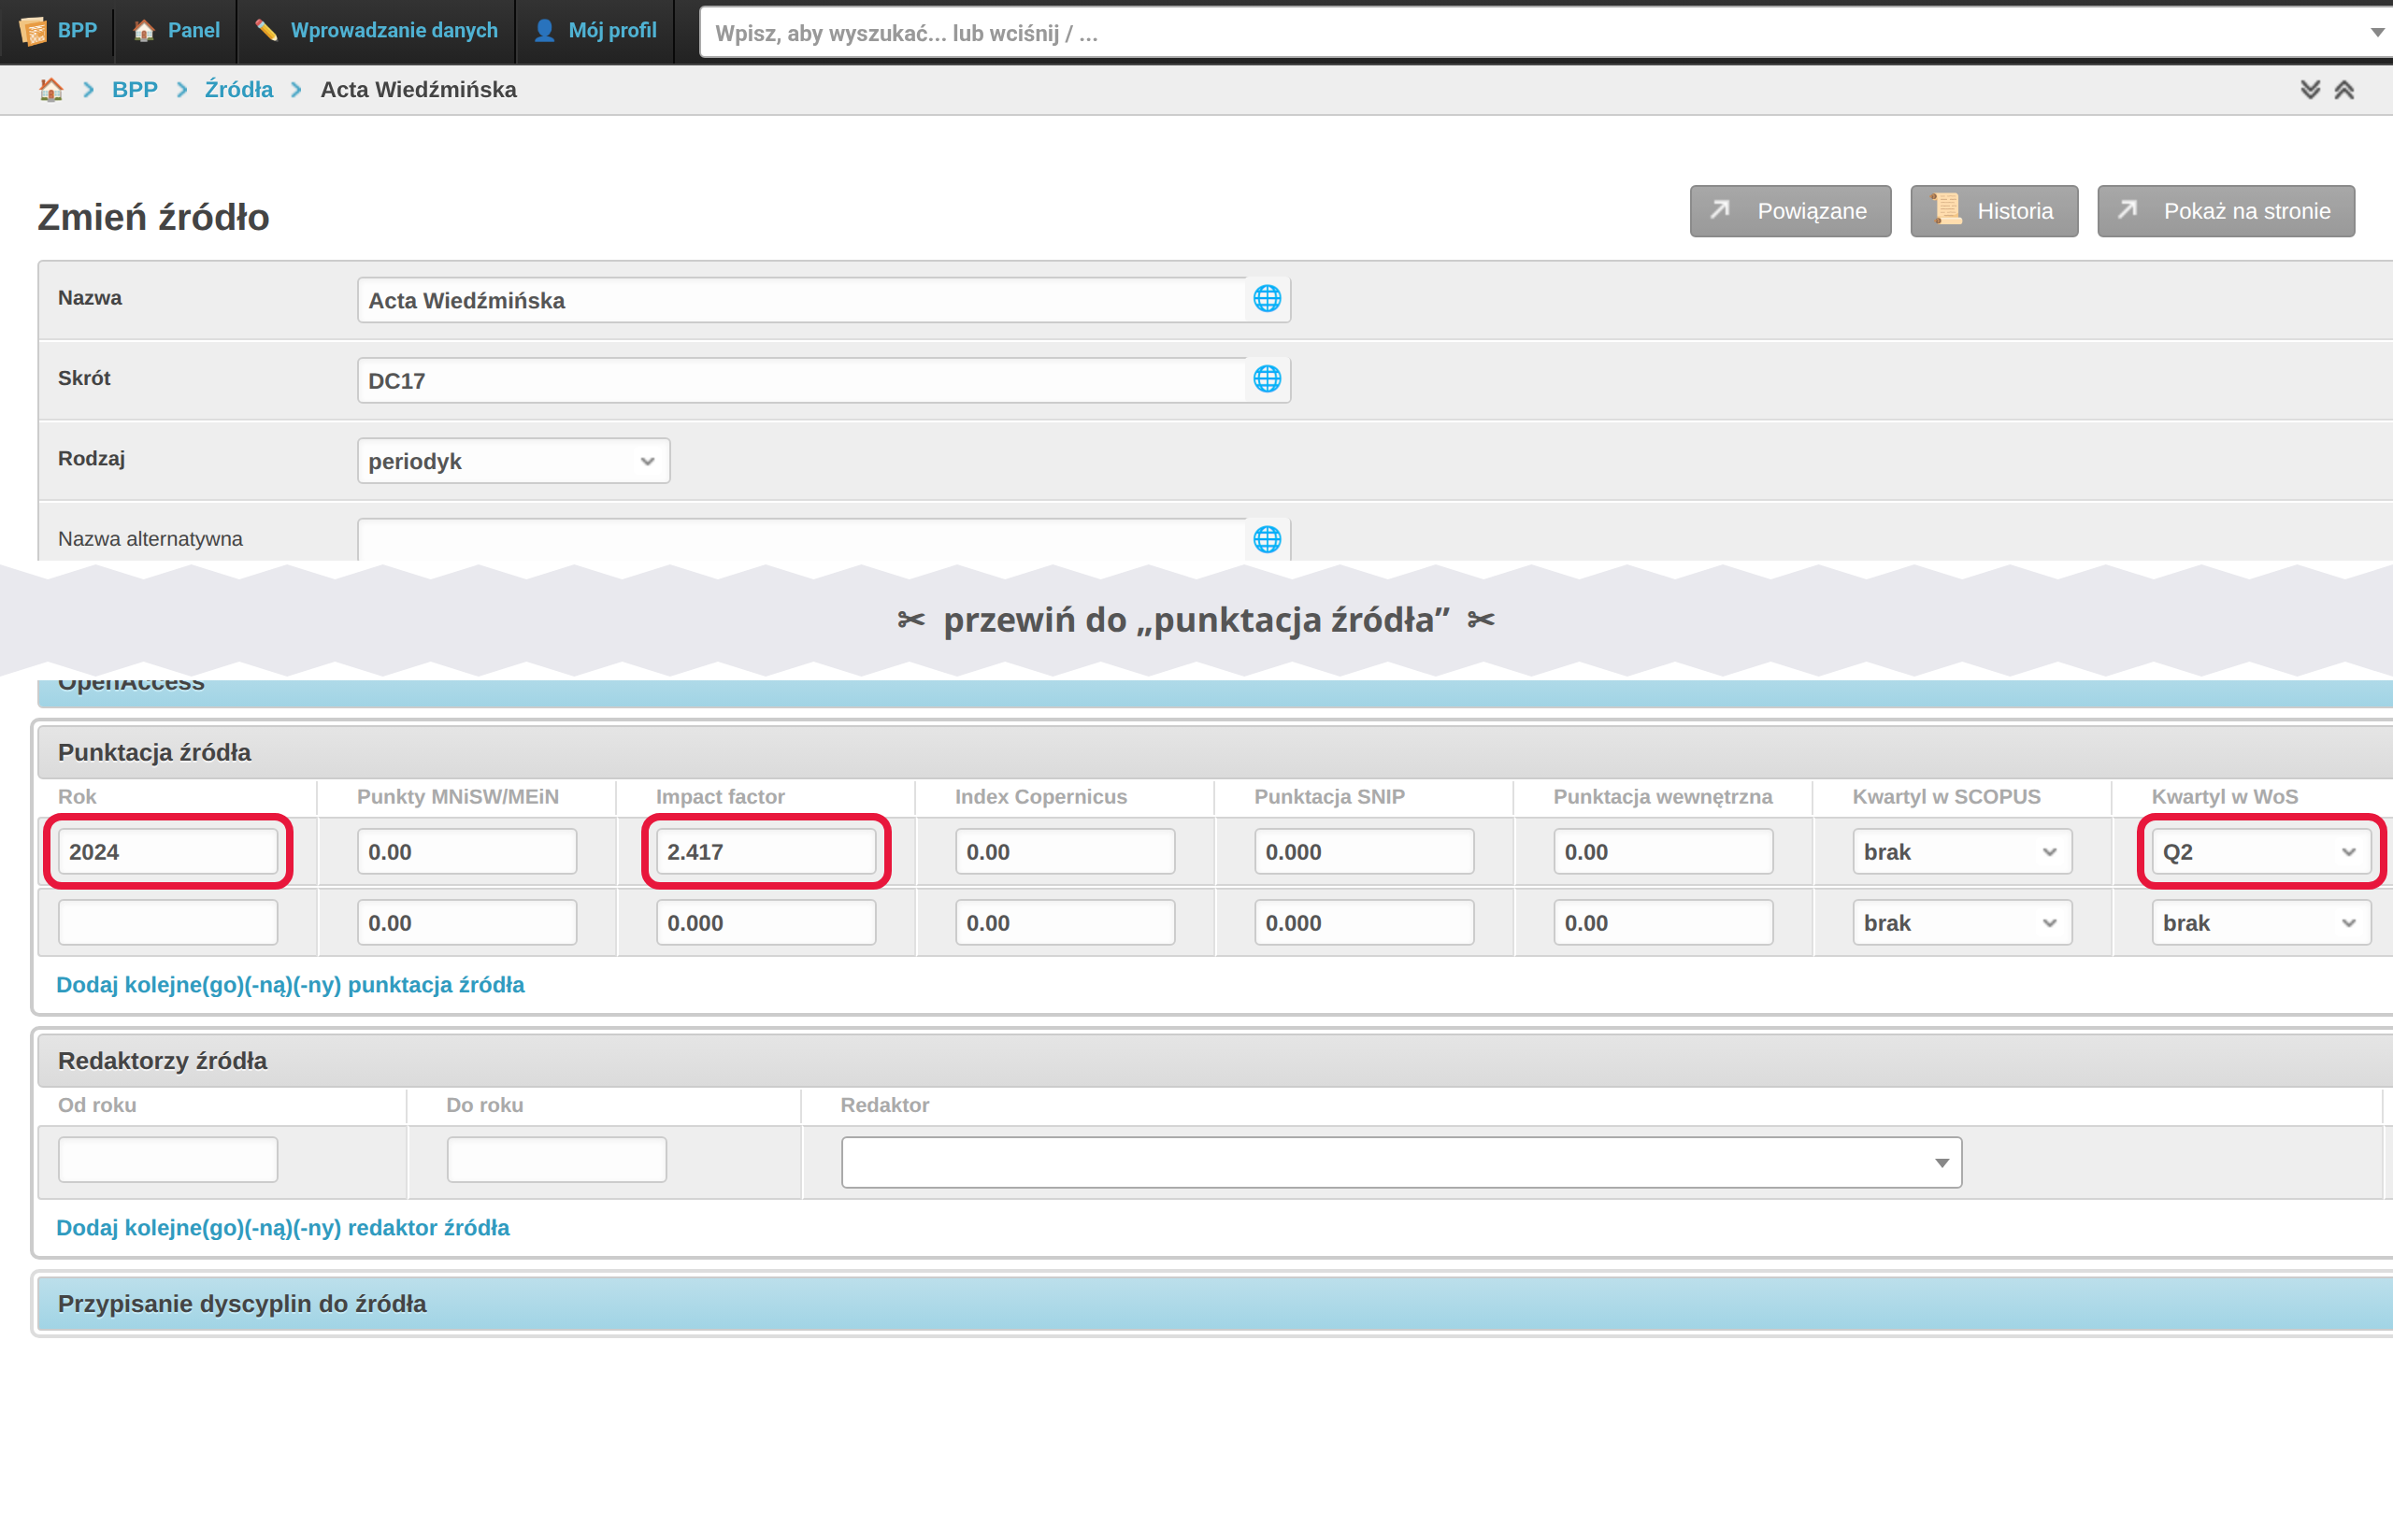 BPP Panel Wprowadzanie danych Mój profil Wpisz, aby wyszukać... lub wciśnij / ...
BPP Źródła Acta Wiedźmińska
Zmień źródło
Powiązane Historia Pokaż na stronie
Nazwa Acta Wiedźmińska
Skrót DC17
Rodzaj periodyk
Nazwa alternatywna
przewiń do „punktacja źródła”
OpenAccess
Punktacja źródła
Rok Punkty MNiSW/MEiN Impact factor Index Copernicus Punktacja SNIP Punktacja wewnętrzna Kwartyl w SCOPUS Kwartyl w WoS
2024 0.00 2.417 0.00 0.000 0.00 brak Q2
0.00 0.000 0.00 0.000 0.00 brak brak
Dodaj kolejne(go)(-ną)(-ny) punktacja źródła
Redaktorzy źródła
Od roku Do roku Redaktor
Dodaj kolejne(go)(-ną)(-ny) redaktor źródła
Przypisanie dyscyplin do źródła